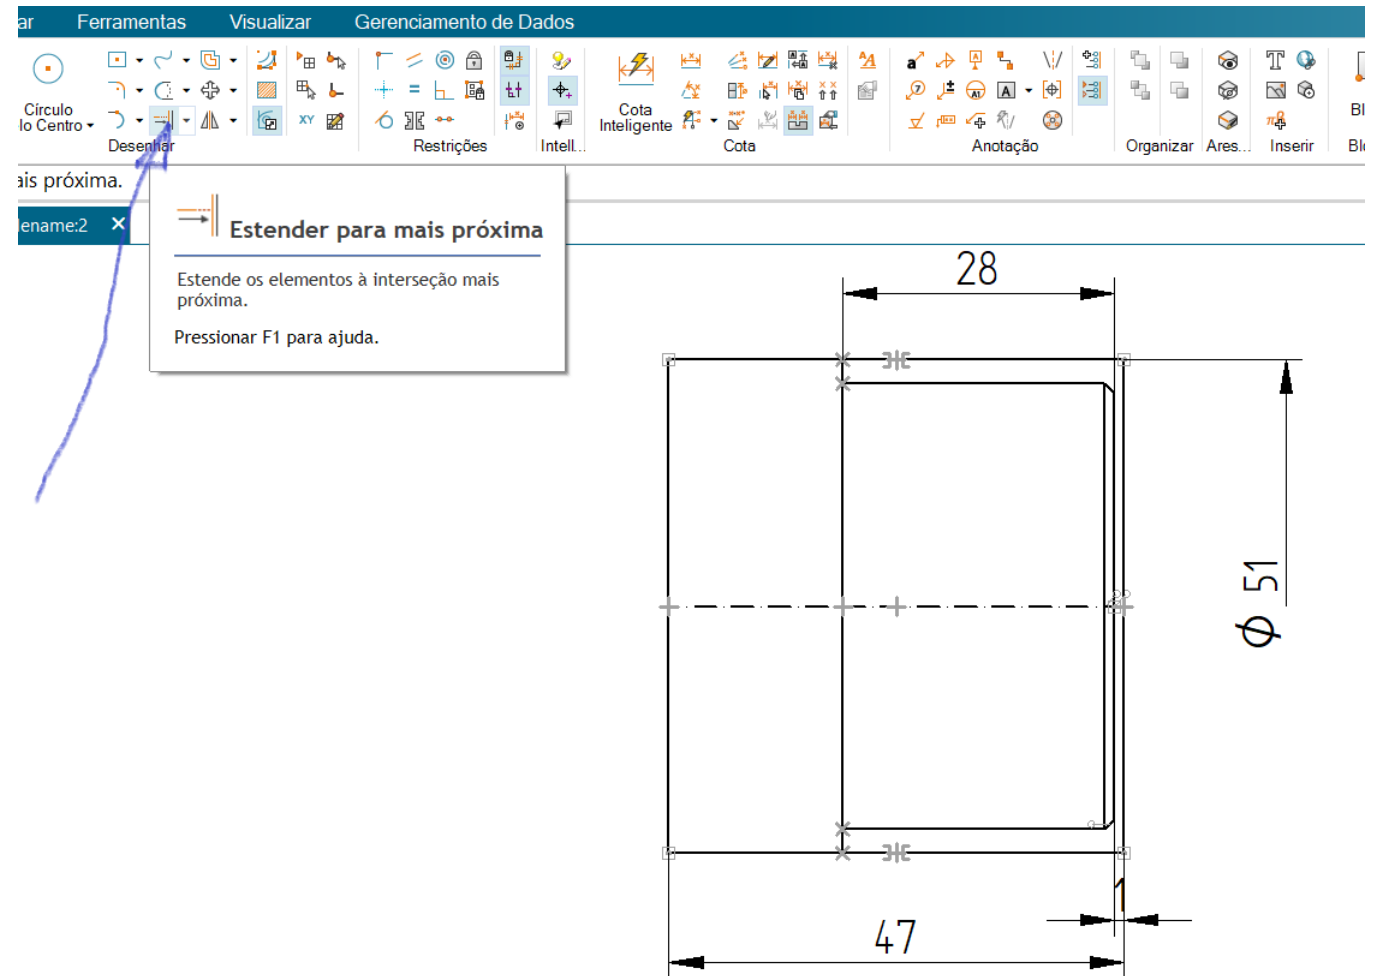 ar Ferramentas Visualizar Gerenciamento de Dados
Círculo
lo Centro
Desenhar
XY
Restrições
Intell...
Cota
Inteligente
Cota
Anotação
Organizar
Ares...
Inserir
Bl
Blo
ais próxima.
ename:2
Estender para mais próxima
Estende os elementos à interseção mais
próxima.
Pressionar F1 para ajuda.
28
ϕ 51
1
47